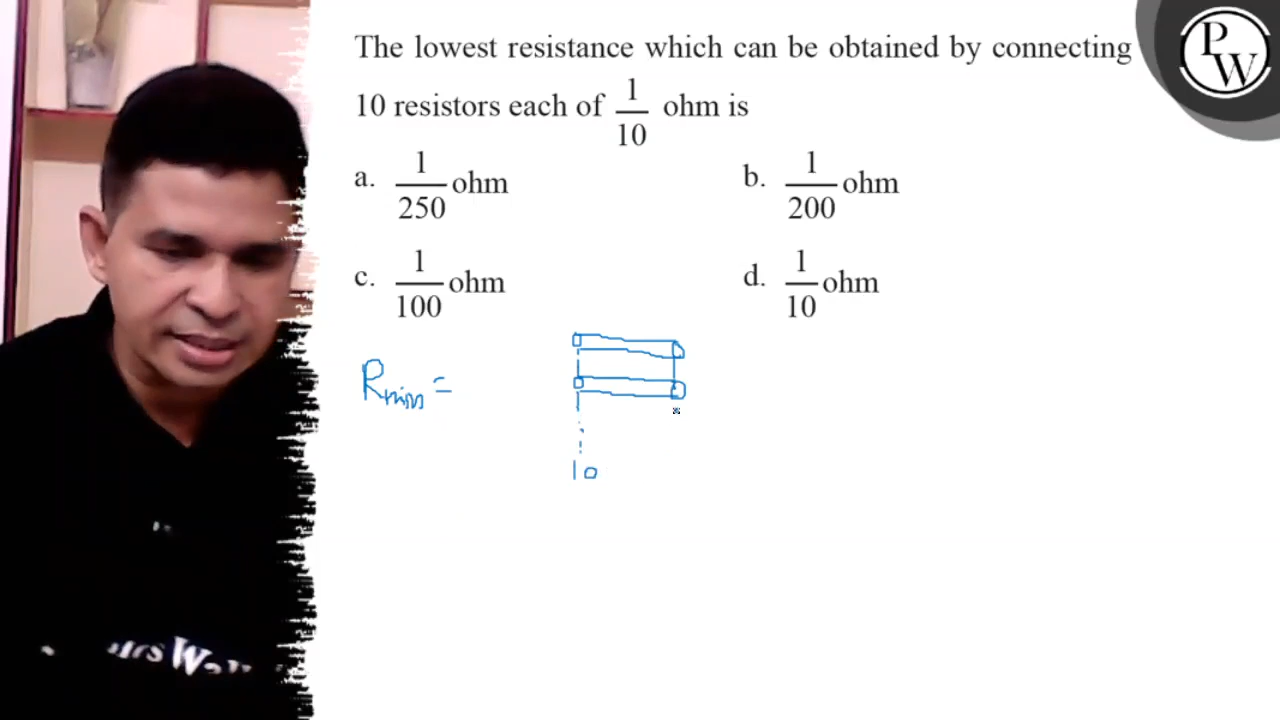 The lowest resistance which can be obtained by connecting
10 resistors each of 1/10 ohm is
a. 1/250 ohm
b. 1/200 ohm
c. 1/100 ohm
d. 1/10 ohm
Rmin =
10
PW